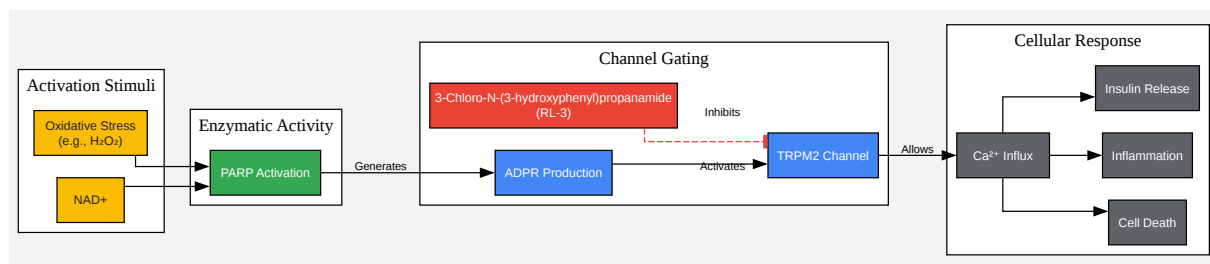 Activation Stimuli
Oxidative Stress
(e.g., H₂O₂)
NAD+
Enzymatic Activity
PARP Activation
Generates
Channel Gating
3-Chloro-N-(3-hydroxyphenyl)propanamide
(RL-3)
Inhibits
ADPR Production
Activates
TRPM2 Channel
Allows
Cellular Response
Ca²⁺ Influx
Insulin Release
Inflammation
Cell Death